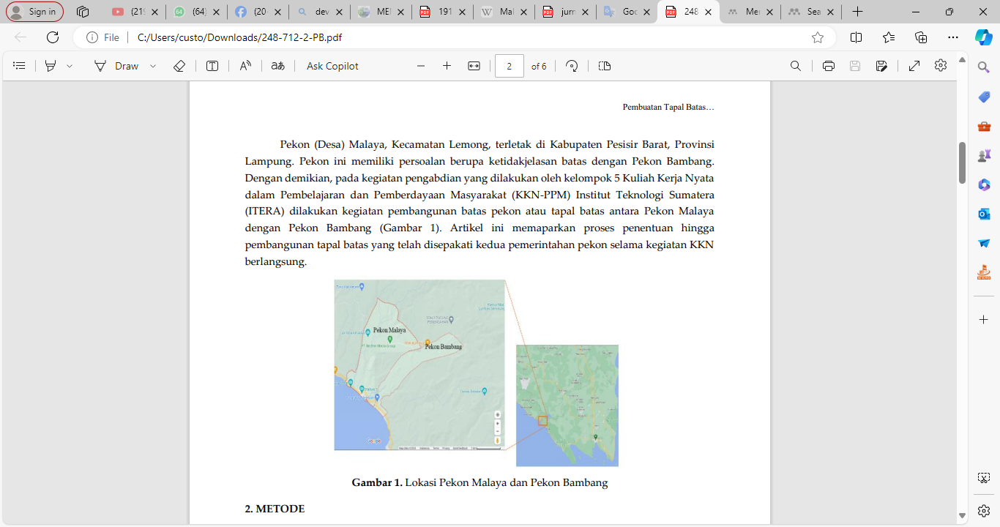 Sign in
(219
(64)
(20-
dev
MEI
191
Mal
jurn
Goo
248
Mer
Sea
File
C:/Users/custo/Downloads/248-712-2-PB.pdf
Draw
Ask Copilot
2 of 6
Pembuatan Tapal Batas…
Pekon (Desa) Malaya, Kecamatan Lemong, terletak di Kabupaten Pesisir Barat, Provinsi
Lampung. Pekon ini memiliki persoalan berupa ketidakjelasan batas dengan Pekon Bambang.
Dengan demikian, pada kegiatan pengabdian yang dilakukan oleh kelompok 5 Kuliah Kerja Nyata
dalam Pembelajaran dan Pemberdayaan Masyarakat (KKN-PPM) Institut Teknologi Sumatera
(ITERA) dilakukan kegiatan pembangunan batas pekon atau tapal batas antara Pekon Malaya
dengan Pekon Bambang (Gambar 1). Artikel ini memaparkan proses penentuan hingga
pembangunan tapal batas yang telah disepakati kedua pemerintahan pekon selama kegiatan KKN
berlangsung.
Pekon Malaya
Pekon Bambang
Google
Gambar 1. Lokasi Pekon Malaya dan Pekon Bambang
2. METODE